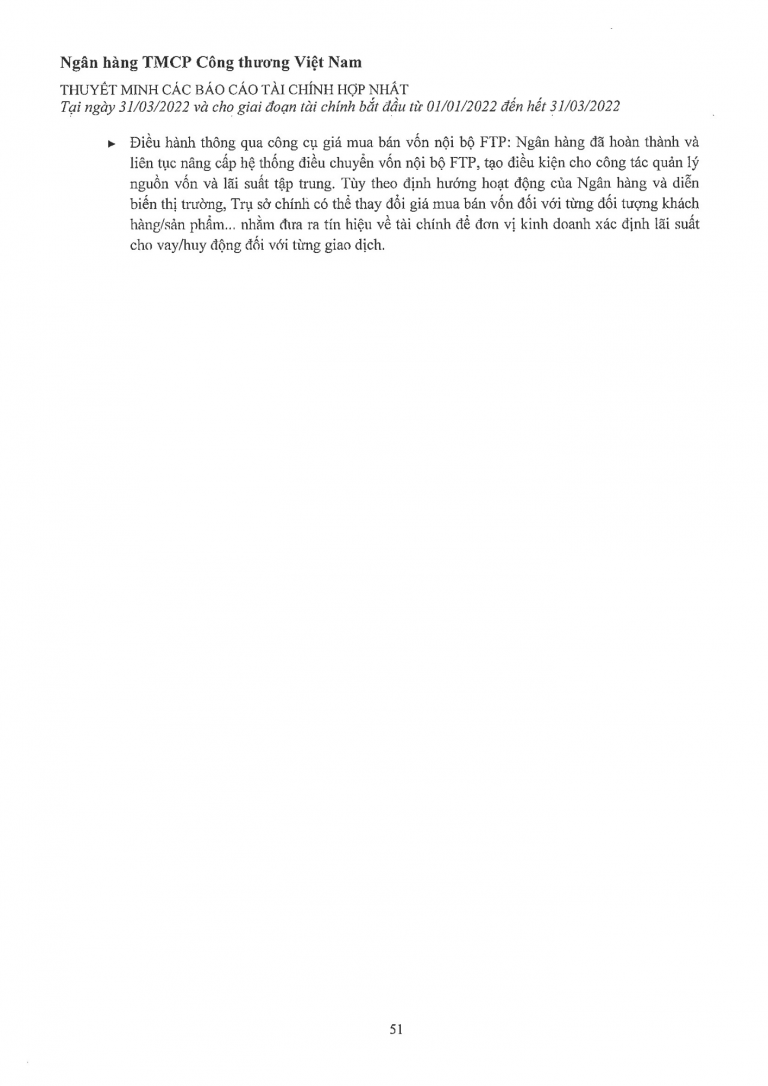 Ngân hàng TMCP Công thương Việt Nam
THUYẾT MINH CÁC BÁO CÁO TÀI CHÍNH HỢP NHẤT
Tại ngày 31/03/2022 và cho giai đoạn tài chính bắt đầu từ 01/01/2022 đến hết 31/03/2022
► Điều hành thông qua công cụ giá mua bán vốn nội bộ FTP: Ngân hàng đã hoàn thành và
liên tục nâng cấp hệ thống điều chuyển vốn nội bộ FTP, tạo điều kiện cho công tác quản lý
nguồn vốn và lãi suất tập trung. Tùy theo định hướng hoạt động của Ngân hàng và diễn
biến thị trường, Trụ sở chính có thể thay đổi giá mua bán vốn đối với từng đối tượng khách
hàng/sản phẩm... nhằm đưa ra tín hiệu về tài chính để đơn vị kinh doanh xác định lãi suất
cho vay/huy động đối với từng giao dịch.
51